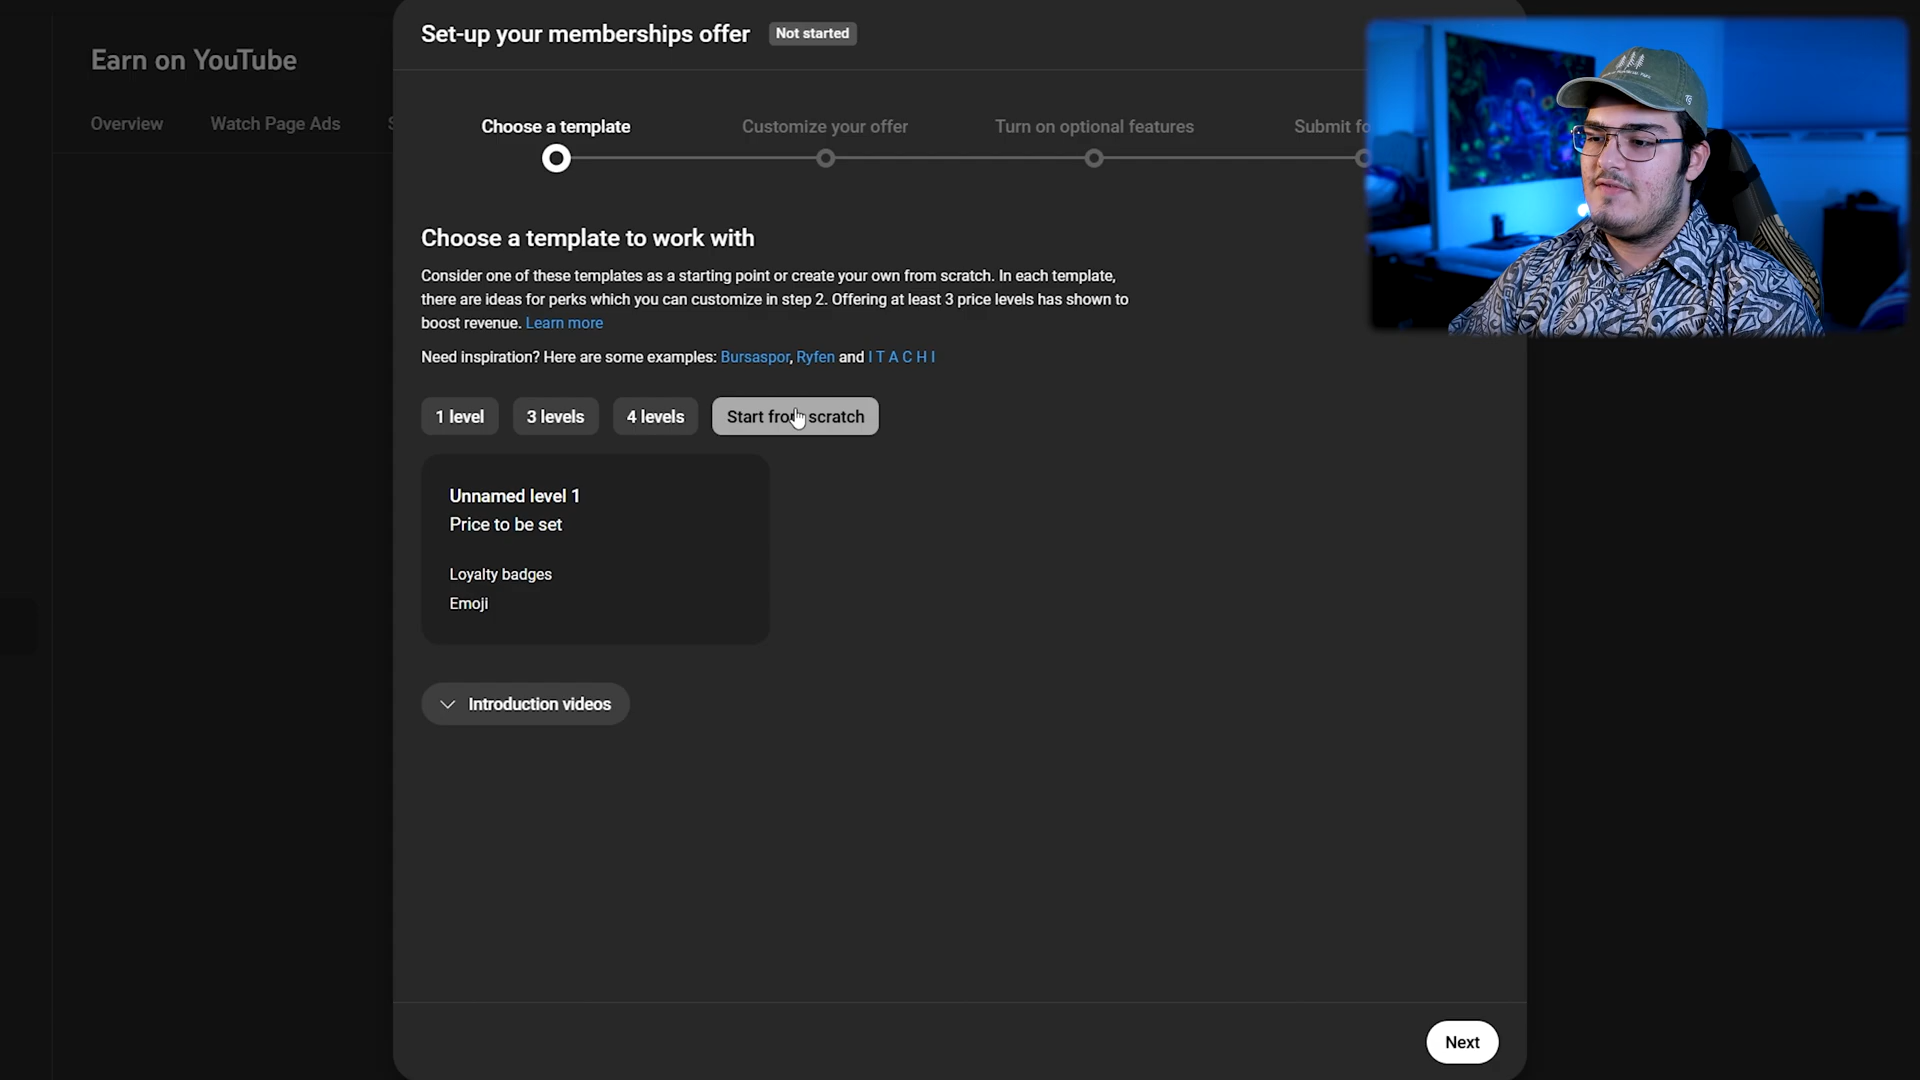 Set-up your memberships offer Not started
Earn on YouTube
Overview Watch Page Ads
Choose a template Customize your offer Turn on optional features Submit fo
Choose a template to work with
Consider one of these templates as a starting point or create your own from scratch. In each template,
there are ideas for perks which you can customize in step 2. Offering at least 3 price levels has shown to
boost revenue. Learn more
Need inspiration? Here are some examples: Bursaspor, Ryfen and I T A C H I
1 level 3 levels 4 levels Start from scratch
Unnamed level 1
Price to be set
Loyalty badges
Emoji
Introduction videos
Next